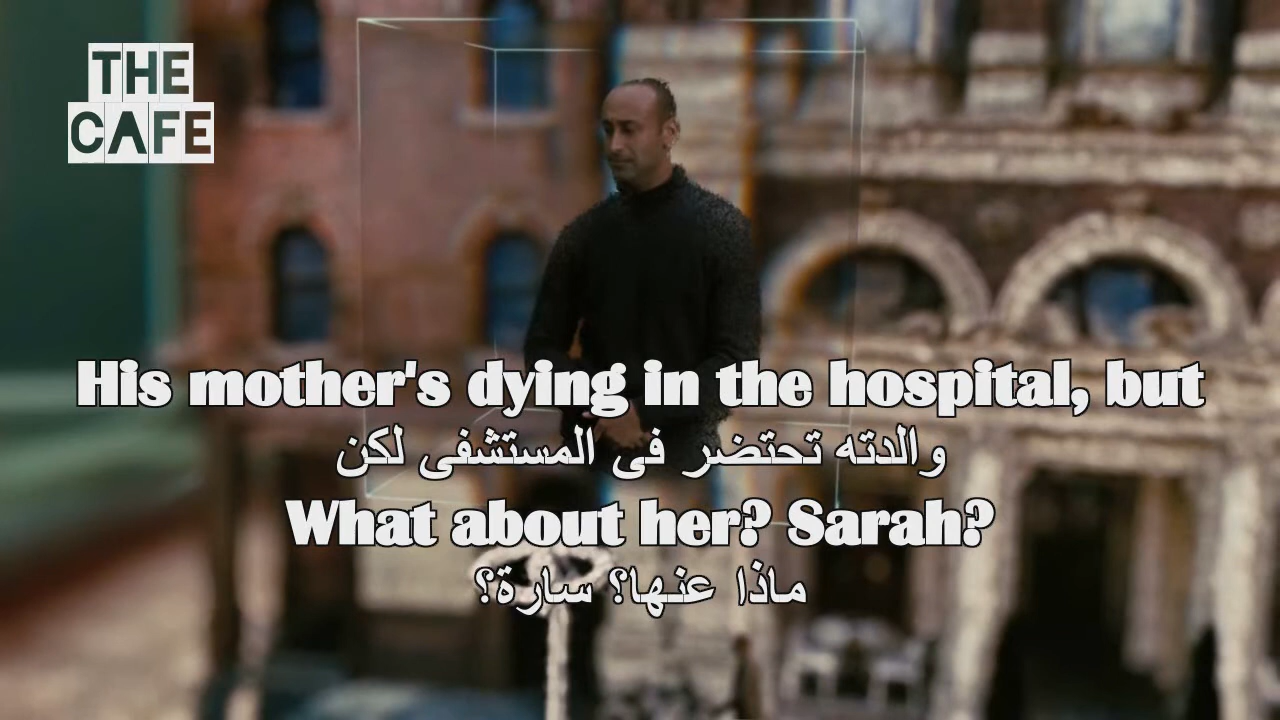 THE
CAFE
His mother's dying in the hospital, but
والدته تحتضر فى المستشفى لكن
What about her? Sarah?
ماذا عنها؟ سارة؟